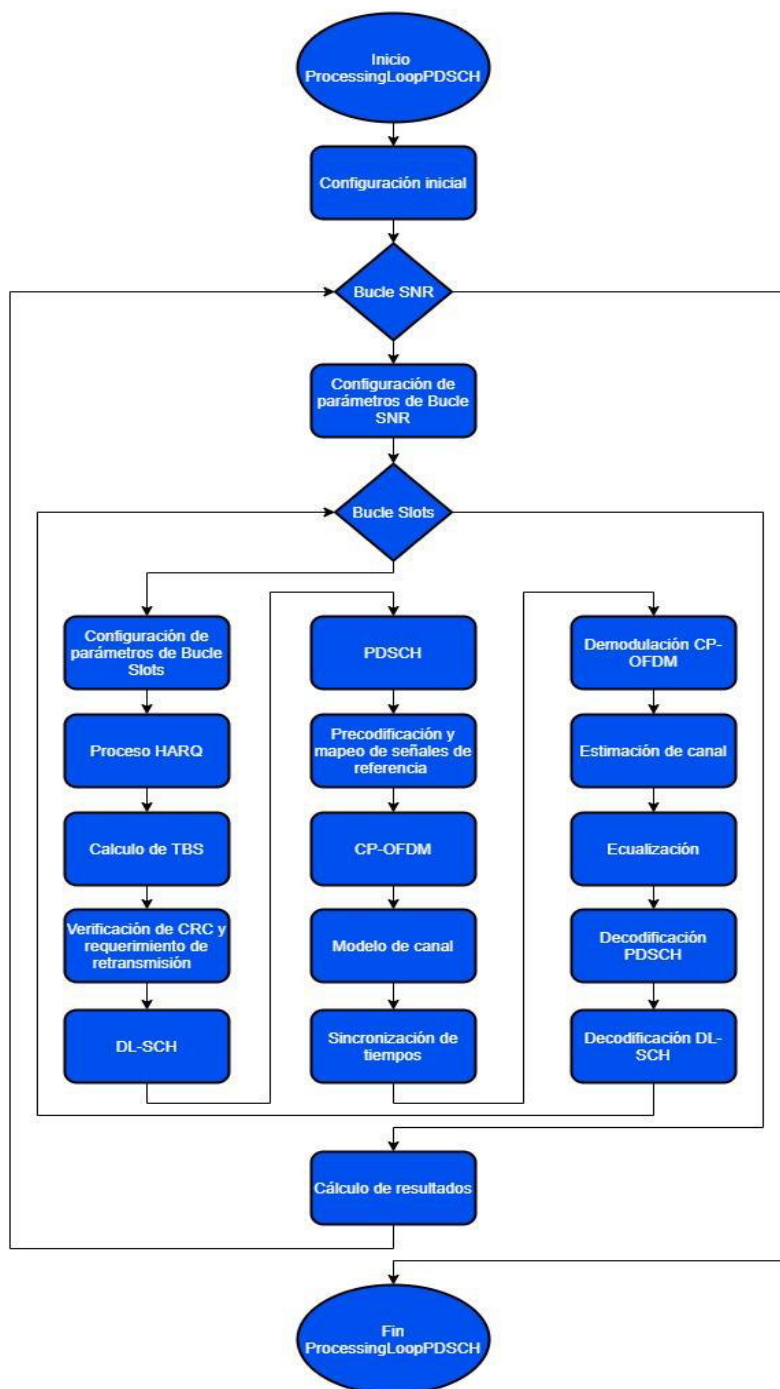 Inicio
ProcessingLoopPDSCH
Configuración inicial
Bucle SNR
Configuración de
parámetros de Bucle
SNR
Bucle Slots
Configuración de
parámetros de Bucle
Slots
Proceso HARQ
Calculo de TBS
Verificación de CRC y
requerimiento de
retransmisión
DL-SCH
PDSCH
Precodificación y
mapeo de señales de
referencia
CP-OFDM
Modelo de canal
Sincronización de
tiempos
Demodulación CP-
OFDM
Estimación de canal
Ecualización
Decodificación
PDSCH
Decodificación DL-
SCH
Cálculo de resultados
Fin
ProcessingLoopPDSCH